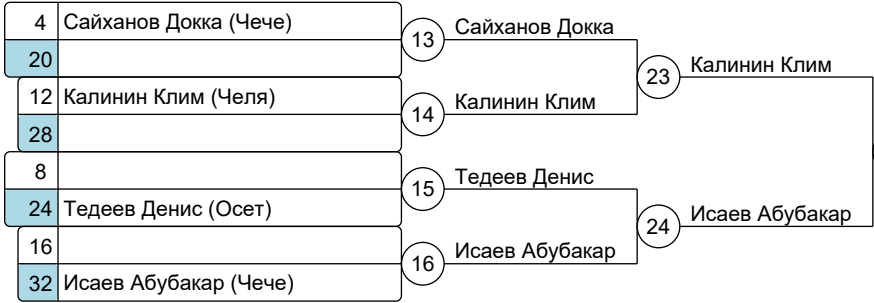 4 Сайханов Докка (Чече)
20
13 Сайханов Докка
12 Калинин Клим (Челя)
28
14 Калинин Клим
23 Калинин Клим
8
24 Тедеев Денис (Осет)
15 Тедеев Денис
16
32 Исаев Абубакар (Чече)
16 Исаев Абубакар
24 Исаев Абубакар